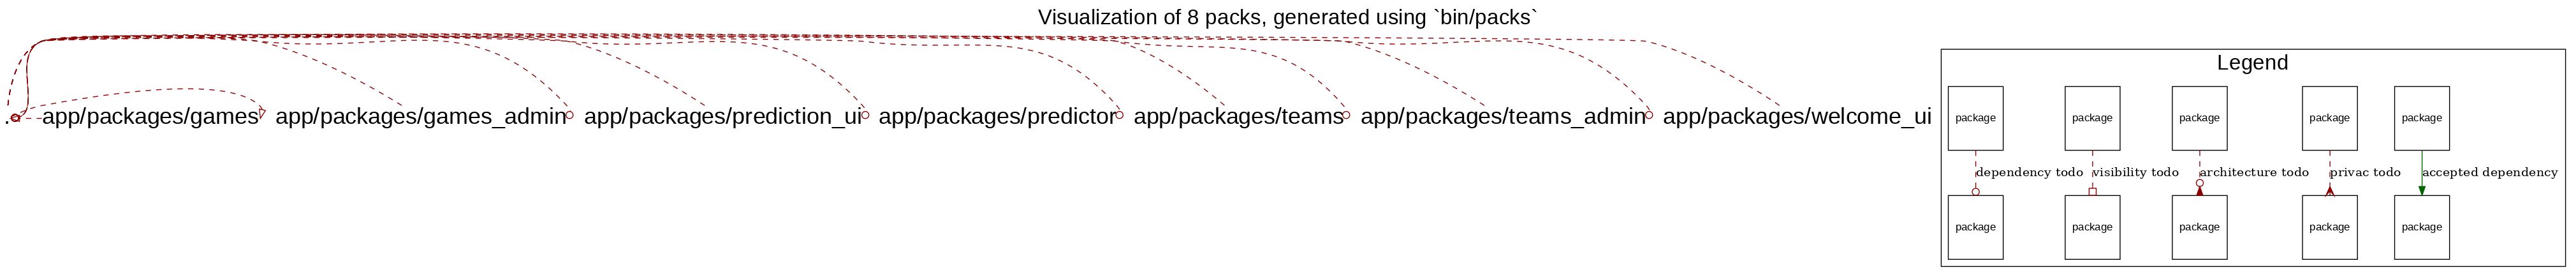 Visualization of 8 packs, generated using `bin/packs`
. app/packages/games app/packages/games_admin app/packages/prediction_ui app/packages/predictor app/packages/teams app/packages/teams_admin app/packages/welcome_ui
Legend
package package package package package
dependency todo visibility todo architecture todo privac todo accepted dependency
package package package package package